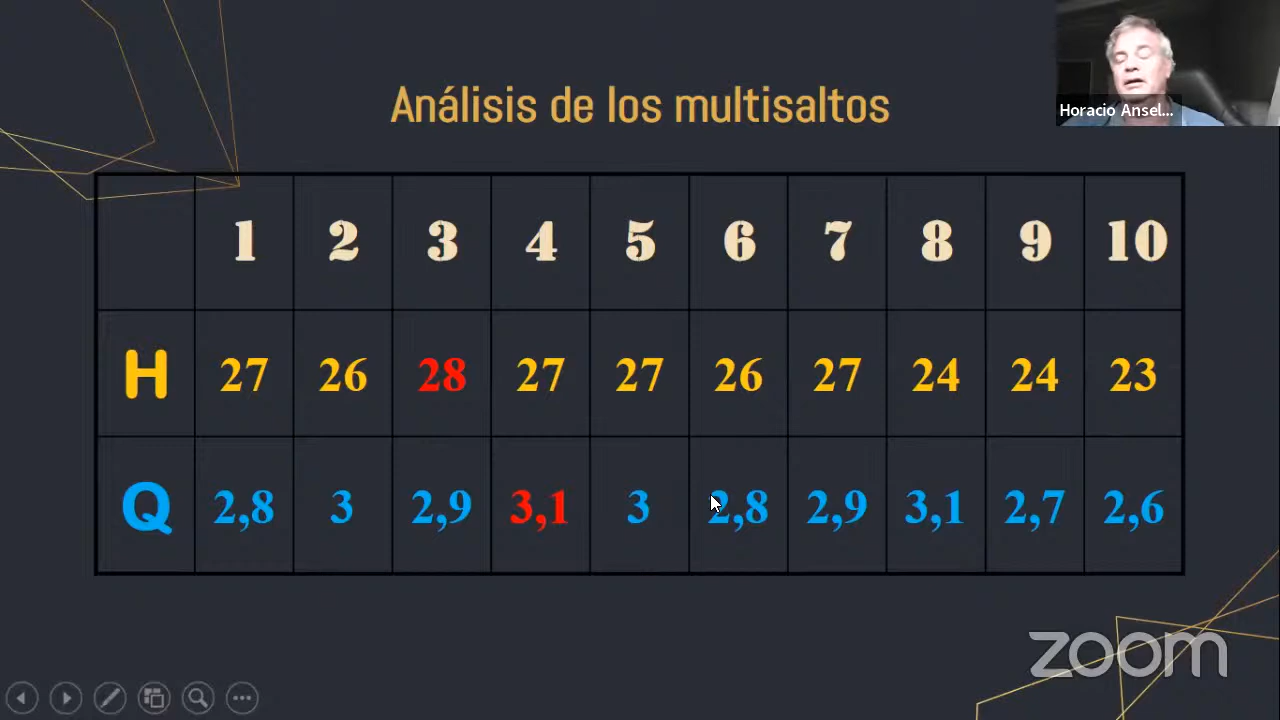 Análisis de los multisaltos
Horacio Ansel...
1 2 3 4 5 6 7 8 9 10
H 27 26 28 27 27 26 27 24 24 23
Q 2,8 3 2,9 3,1 3 2,8 2,9 3,1 2,7 2,6
zoom